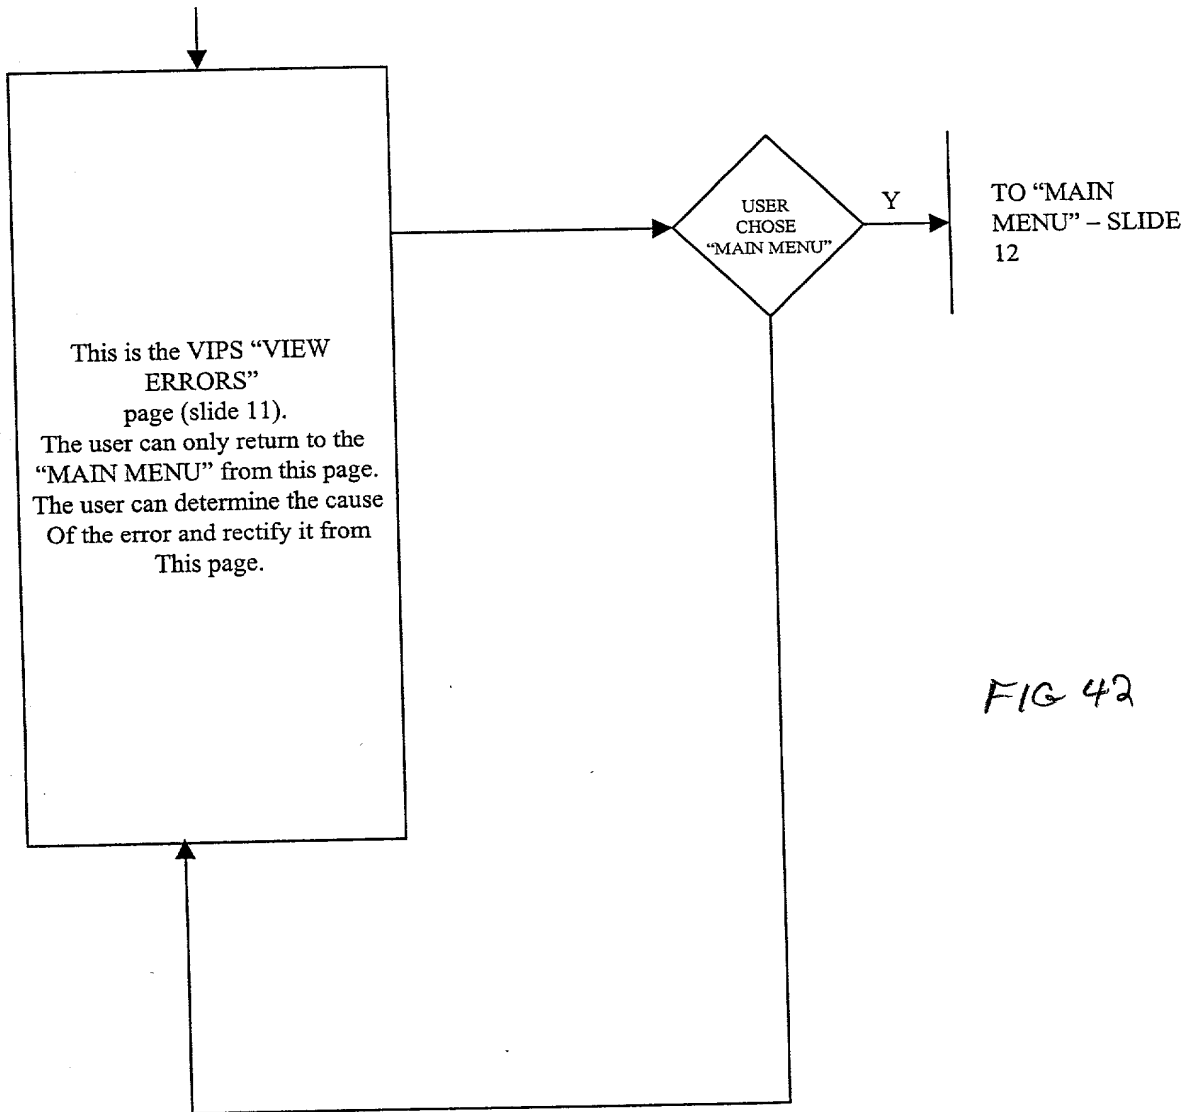 This is the VIPS “VIEW
ERRORS”
page (slide 11).
The user can only return to the
“MAIN MENU” from this page.
The user can determine the cause
Of the error and rectify it from
This page.
USER
CHOSE
“MAIN MENU”
Y
TO “MAIN
MENU” – SLIDE
12
FIG 42